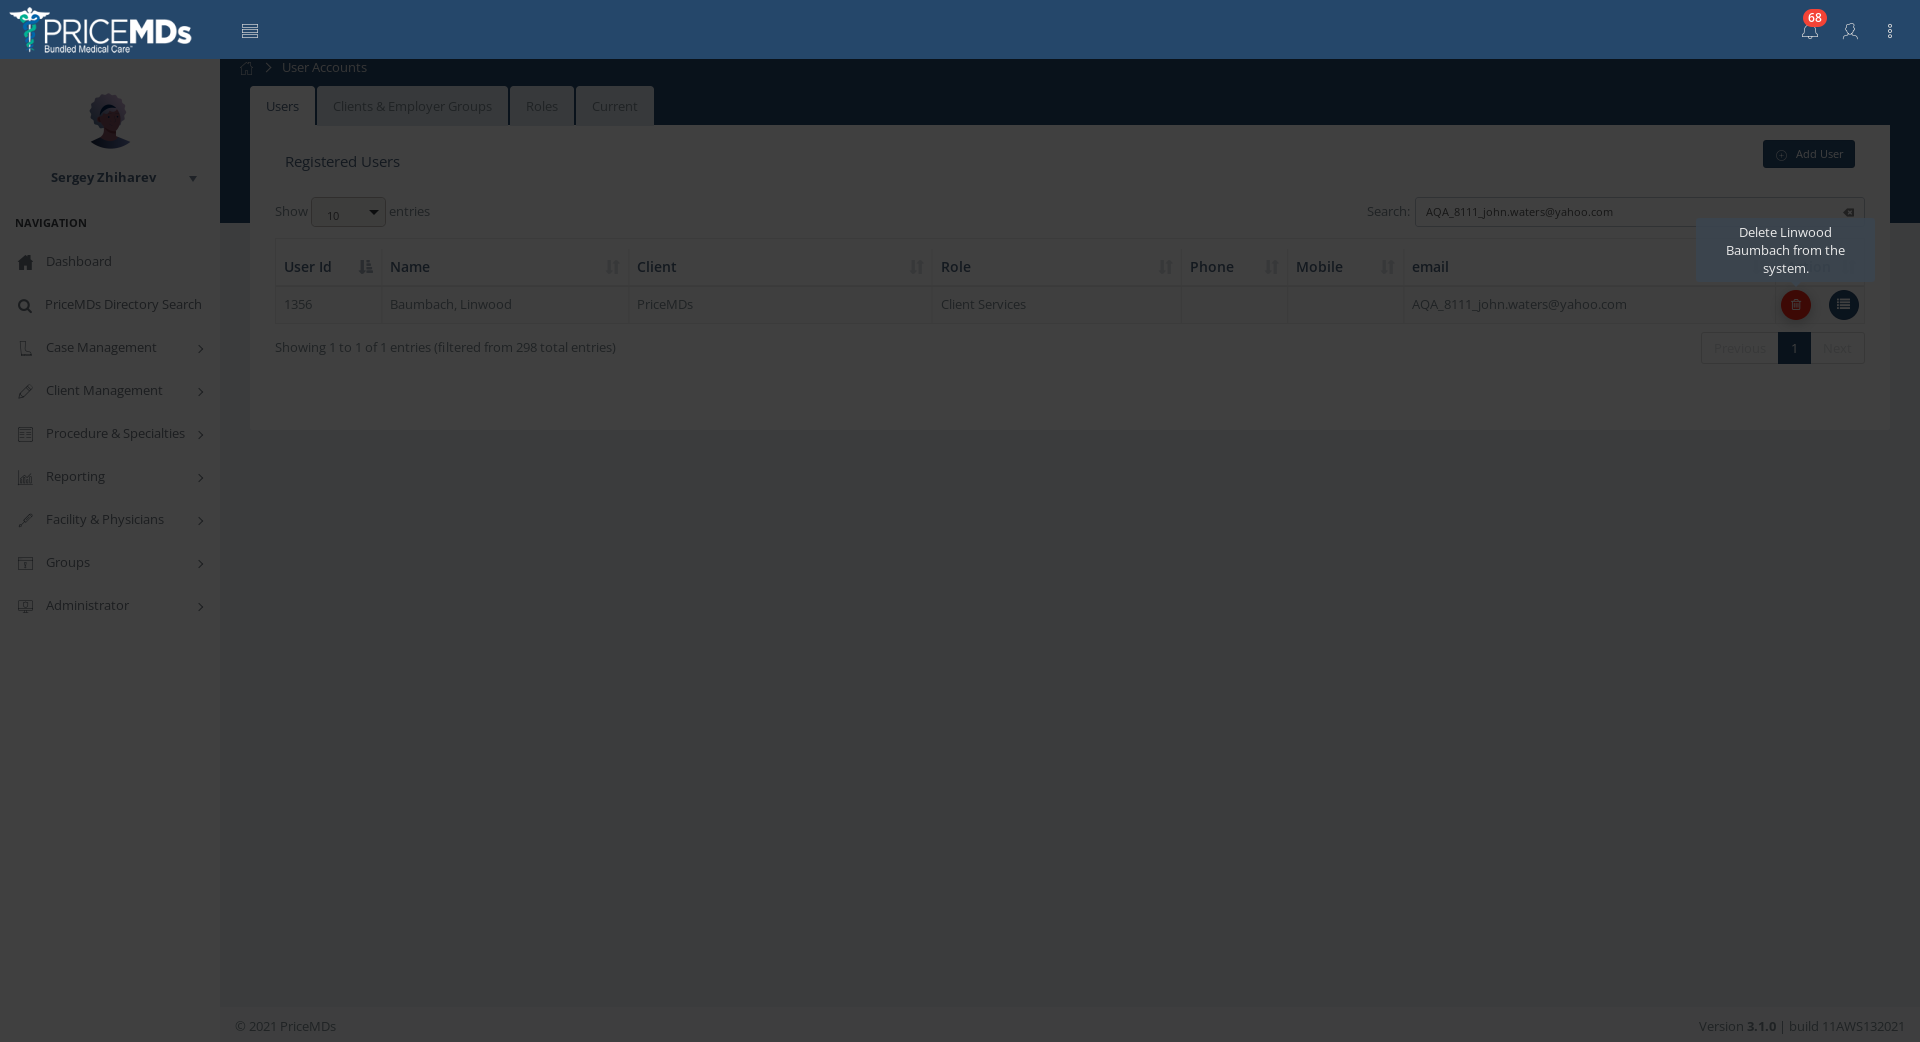 PRICEMDs
Bundled Medical Care
68
User Accounts
Users
Clients & Employer Groups
Roles
Current
Sergey Zhiharev
Registered Users
Add User
NAVIGATION
Show 10 entries
Search: AQA_8111_john.waters@yahoo.com
Delete Linwood
Baumbach from the
system.
User Id
Name
Client
Role
Phone
Mobile
email
1356
Baumbach, Linwood
PriceMDs
Client Services
AQA_8111_john.waters@yahoo.com
Showing 1 to 1 of 1 entries (filtered from 298 total entries)
Previous
1
Next
Dashboard
PriceMDs Directory Search
Case Management
Client Management
Procedure & Specialties
Reporting
Facility & Physicians
Groups
Administrator
© 2021 PriceMDs
Version 3.1.0 | build 11AWS132021